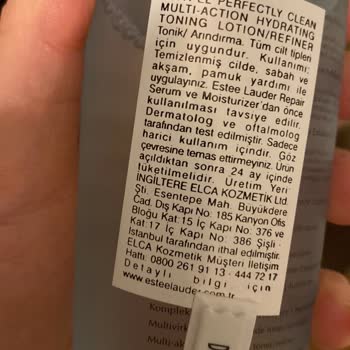 PERFECTLY CLEAN
MULTI-ACTION HYDRATING
TONING LOTION/REFINER
Tonik/ Arındırma. Tüm cilt tipleri
için uygundur. Kullanımı:
Temizlenmiş cilde, sabah ve
akşam, pamuk yardımı ile
uygulayınız. Estee Lauder Repair
Serum ve Moisturizer'dan önce
kullanılması tavsiye edilir.
Dermatolog ve oftalmolog
tarafından test edilmiştir. Sadece
harici kullanım içindir. Göz
çevresine temas ettirmeyiniz. Ürün
açıldıktan sonra 24 ay içinde
tüketilmelidir. Üretim Yeri:
İNGİLTERE ELCA KOZMETİK Ltd.
Şti. Esentepe Mah. Büyükdere
Cad. Dış Kapı No: 185 Kanyon Ofis
Bloğu Kat:15 İç Kapı No: 376 ve
Kat:17 İç Kapı No: 386 Şişli -
İstanbul tarafından ithal edilmiştir.
ELCA Kozmetik Müşteri İletişim
Hattı: 0800 261 91 13 - 444 72 17
Detaylı bilgi için
www.esteelauder.com.tr
Komplek
Multivirk
Multi-ak